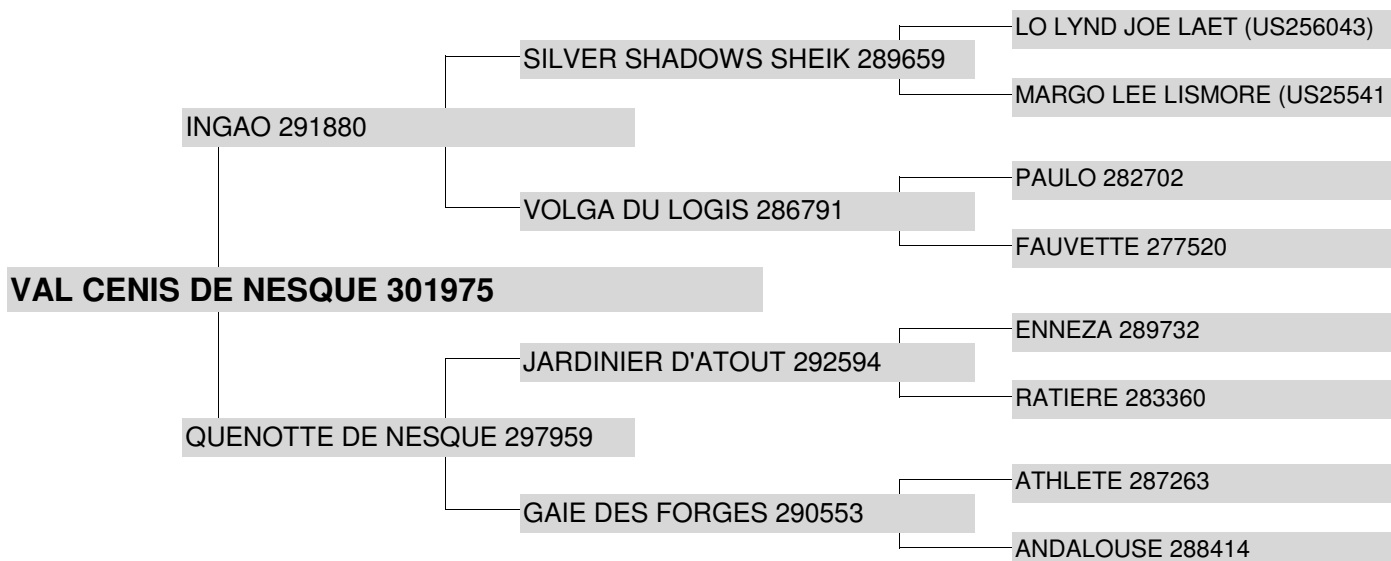 LO LYND JOE LAET (US256043)
SILVER SHADOWS SHEIK 289659
MARGO LEE LISMORE (US25541
INGAO 291880
PAULO 282702
VOLGA DU LOGIS 286791
FAUVETTE 277520
VAL CENIS DE NESQUE 301975
ENNEZA 289732
JARDINIER D'ATOUT 292594
RATIERE 283360
QUENOTTE DE NESQUE 297959
ATHLETE 287263
GAIE DES FORGES 290553
ANDALOUSE 288414